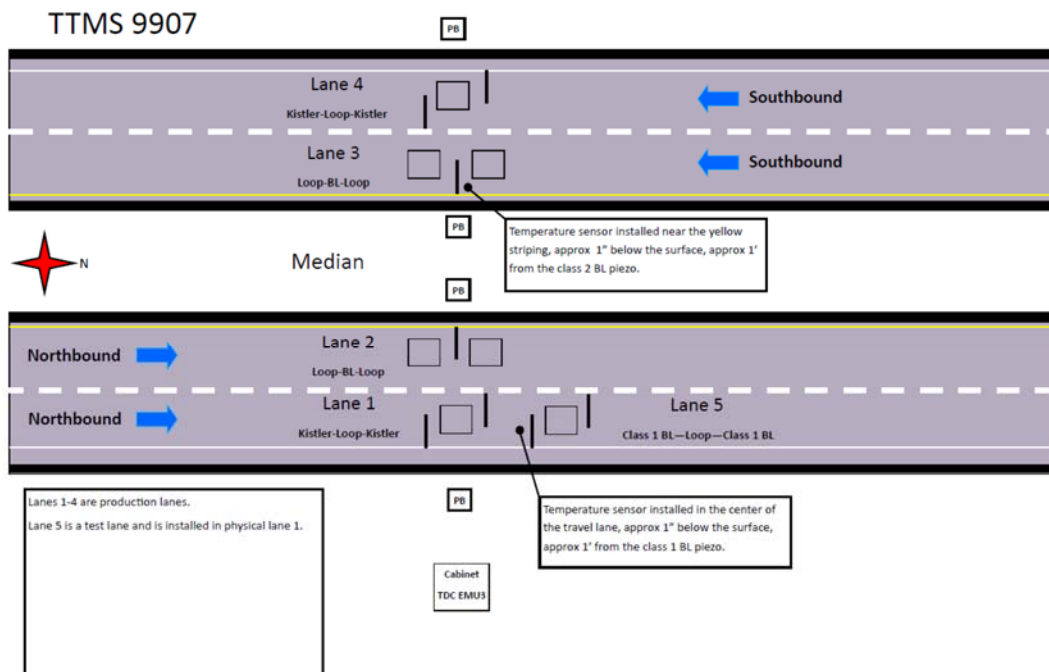 TTMS 9907
PB
Lane 4
Kistler-Loop-Kistler
Southbound
Lane 3
Loop-BL-Loop
Southbound
PB
Temperature sensor installed near the yellow
striping, approx 1" below the surface, approx 1'
from the class 2 BL piezo.
N
Median
PB
Northbound
Lane 2
Loop-BL-Loop
Northbound
Lane 1
Kistler-Loop-Kistler
Lane 5
Class 1 BL—Loop—Class 1 BL
Lanes 1-4 are production lanes.
Lane 5 is a test lane and is installed in physical lane 1.
PB
Temperature sensor installed in the center of
the travel lane, approx 1" below the surface,
approx 1' from the class 1 BL piezo.
Cabinet
TDC EMU3